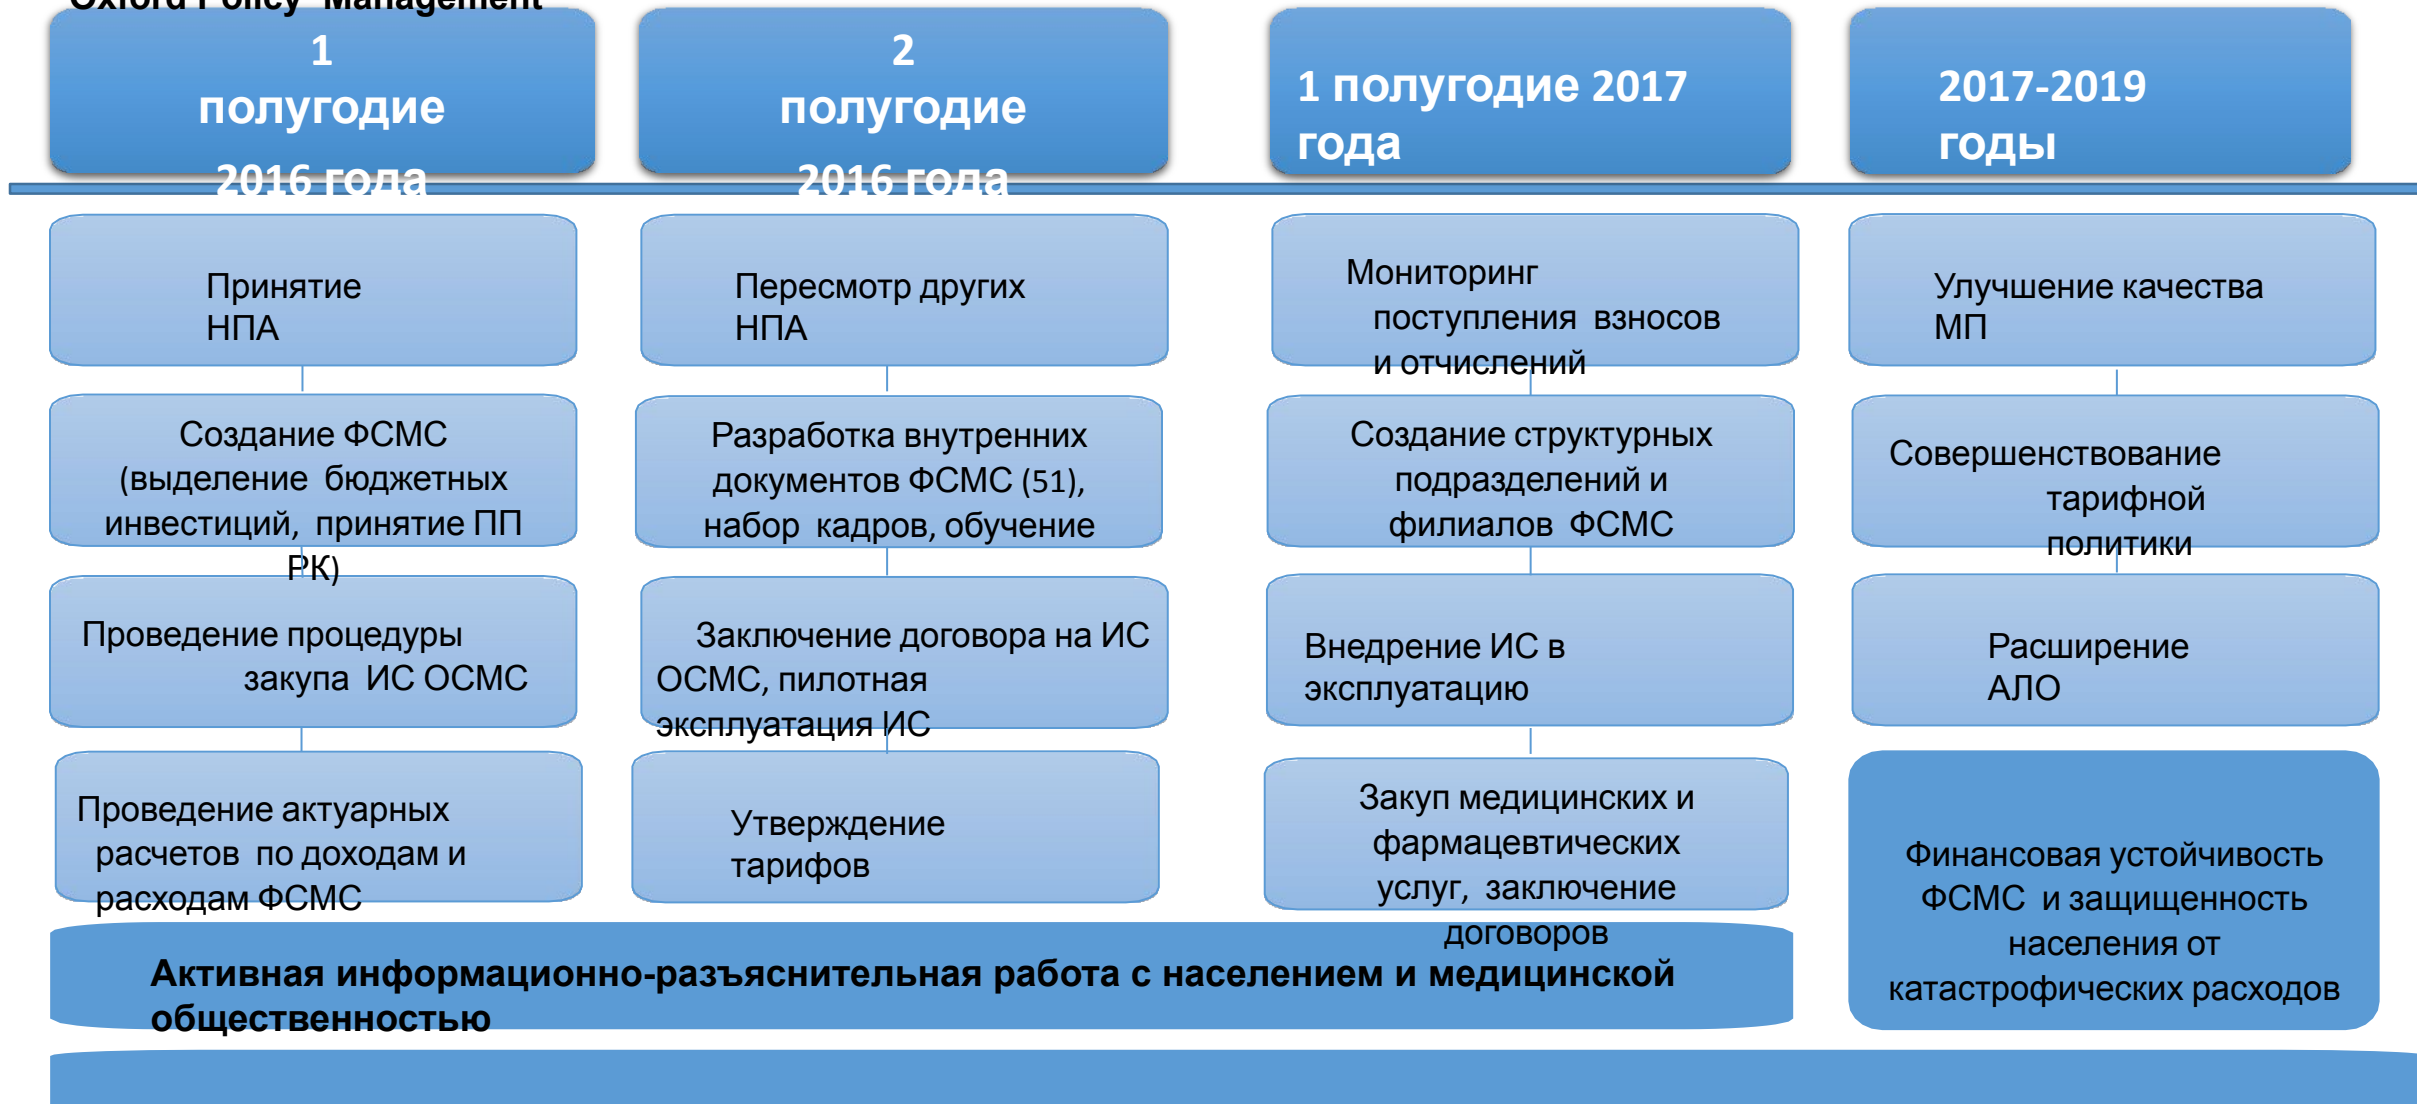 Oxford Policy Management
1
полугодие
2016 года
2
полугодие
2016 года
1 полугодие 2017
года
2017-2019
годы
Принятие
НПА
Создание ФСМС
(выделение бюджетных
инвестиций, принятие ПП
РК)
Проведение процедуры
закупа ИС ОСМС
Проведение актуарных
расчетов по доходам и
расходам ФСМС
Пересмотр других
НПА
Разработка внутренних
документов ФСМС (51),
набор кадров, обучение
Заключение договора на ИС
ОСМС, пилотная
эксплуатация ИС
Утверждение
тарифов
Мониторинг
поступления взносов
и отчислений
Создание структурных
подразделений и
филиалов ФСМС
Внедрение ИС в
эксплуатацию
Закуп медицинских и
фармацевтических
услуг, заключение
договоров
Улучшение качества
МП
Совершенствование
тарифной
политики
Расширение
АЛО
Финансовая устойчивость
ФСМС и защищенность
населения от
катастрофических расходов
Активная информационно-разъяснительная работа с населением и медицинской
общественностью